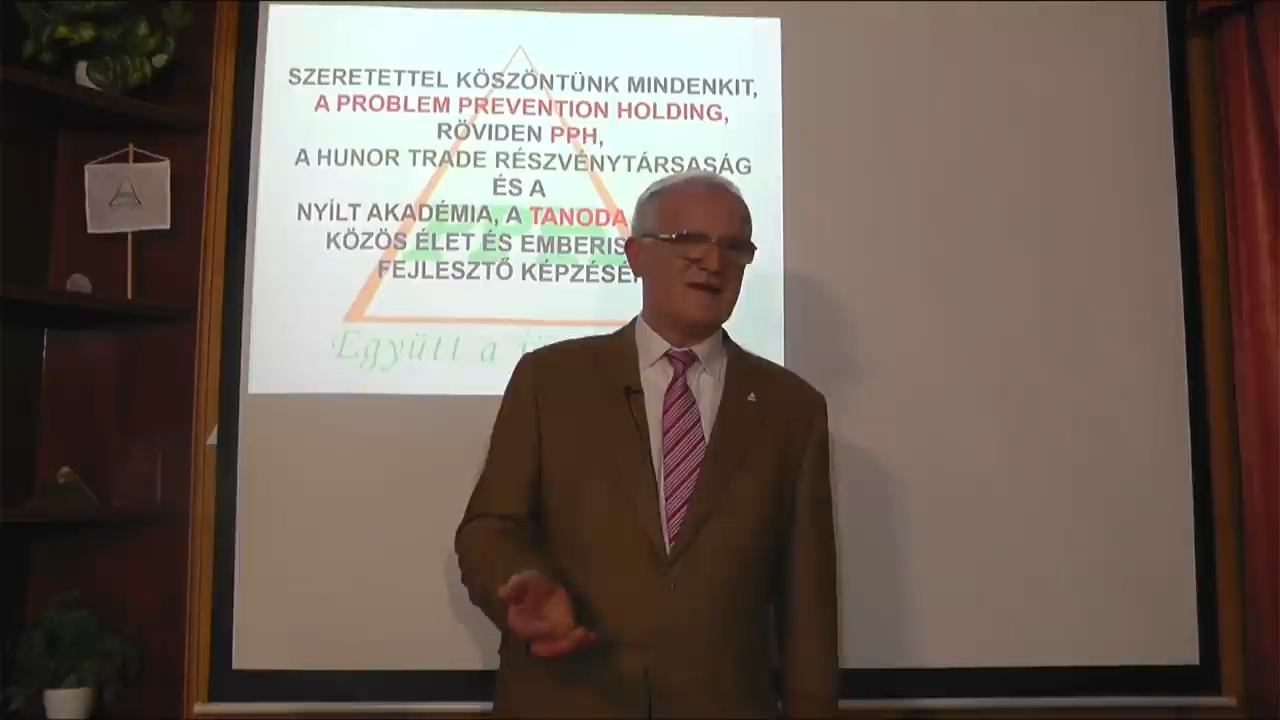 SZERETETTEL KÖSZÖNTÜNK MINDENKIT,
A PROBLEM PREVENTION HOLDING,
RÖVIDEN PPH,
A HUNOR TRADE RÉSZVÉNYTÁRSASÁG
ÉS A
NYÍLT AKADÉMIA, A TANODA
KÖZÖS ÉLET ÉS
FEJLESZTŐ
Együtt a